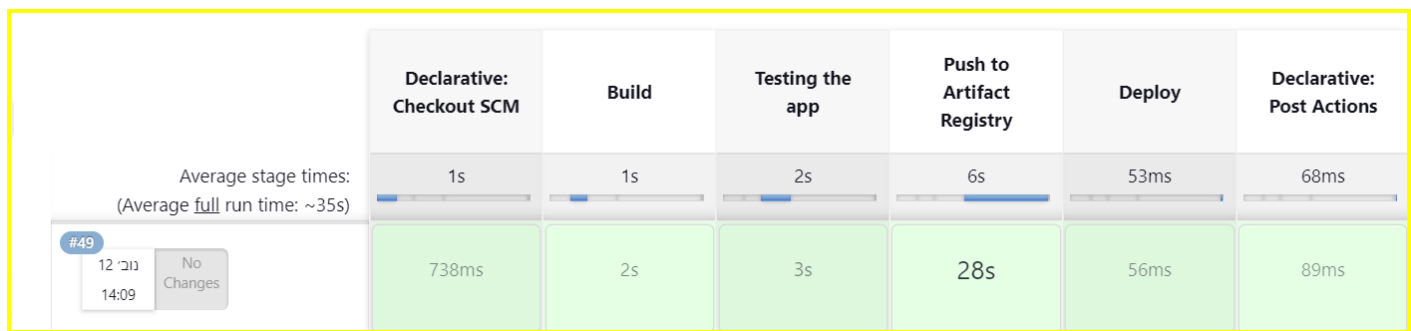 Declarative:
Checkout SCM
Build
Testing the
app
Push to
Artifact
Registry
Deploy
Declarative:
Post Actions
Average stage times:
(Average full run time: ~35s)
1s
1s
2s
6s
53ms
68ms
#49
נוב׳ 12
14:09
No
Changes
738ms
2s
3s
28s
56ms
89ms